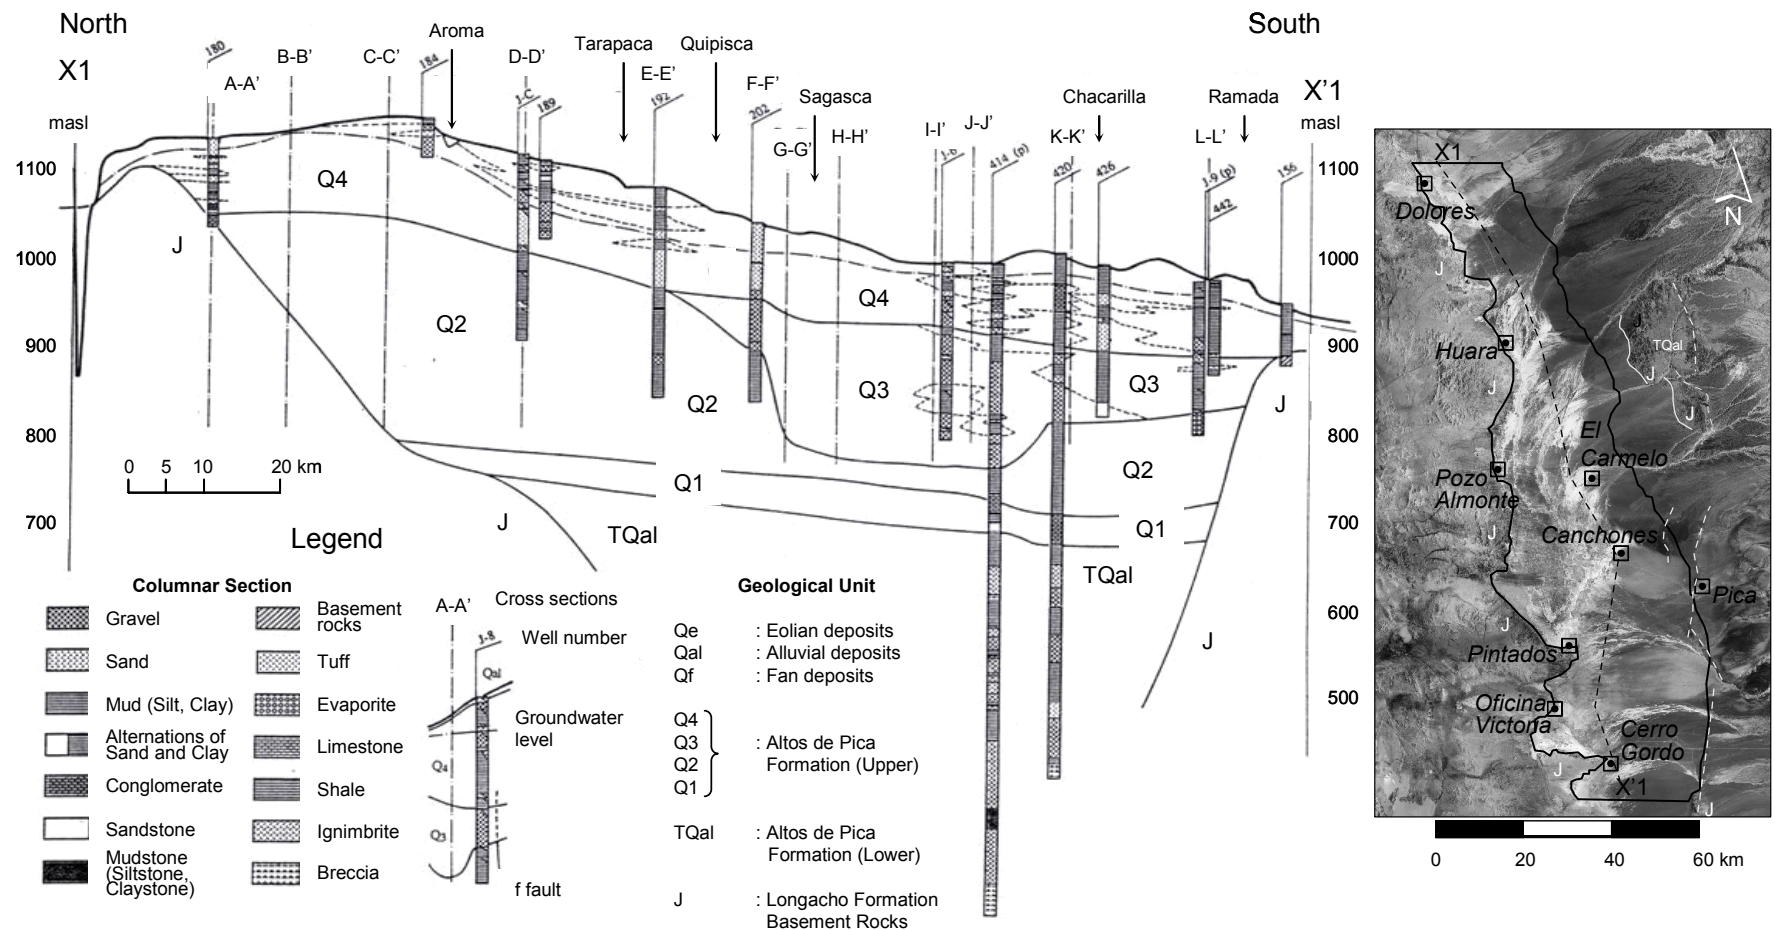 North
South
X1
X'1
masl
masl
180
A-A'
B-B'
C-C'
184
Aroma
D-D'
J-C
189
Tarapaca
E-E'
192
Quipisca
F-F'
202
Sagasca
G-G'
H-H'
I-I'
J-6
J-J'
414 (p)
Chacarilla
K-K'
420
426
Ramada
L-L'
J-9 (p)
442
156
1100
1000
900
800
700
1100
1000
900
800
700
600
500
Q4
J
Q2
Q4
Q3
Q2
Q3
J
Q2
Q1
Q1
J
TQal
TQal
J
0 5 10 20 km
Legend
Columnar Section
Gravel
Sand
Mud (Silt, Clay)
Alternations of
Sand and Clay
Conglomerate
Sandstone
Mudstone
(Siltstone,
Claystone)
Basement
rocks
Tuff
Evaporite
Limestone
Shale
Ignimbrite
Breccia
A-A'
Cross sections
J-8
Well number
Qal
Groundwater
level
Q4
Q3
f fault
Geological Unit
Qe : Eolian deposits
Qal : Alluvial deposits
Qf : Fan deposits
Q4
Q3
Q2
Q1
: Altos de Pica
Formation (Upper)
TQal : Altos de Pica
Formation (Lower)
J : Longacho Formation
Basement Rocks
X1
N
Dolores
J
Huara
J
J
TQal
J
J
El
Carmelo
Pozo
Almonte
J
Canchones
Pica
J
Pintados
Oficina
Victoria
Cerro
Gordo
J
X'1
J
0 20 40 60 km